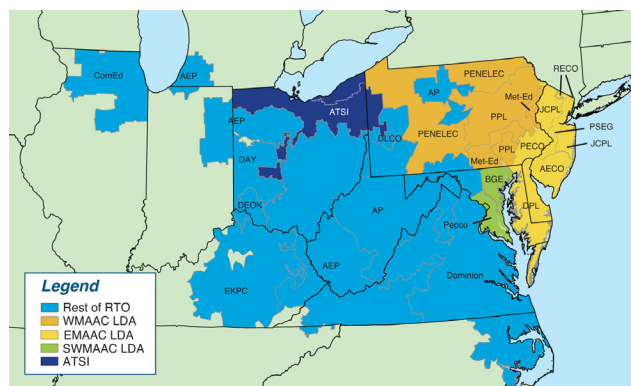 ComEd
AEP
PENELEC
RECO
AP
Met-Ed
JCPL
ATSI
AEP
PPL
PSEG
PENELEC
DLCO
PECO
JCPL
DAY
PPL
Met-Ed
AECO
BGE
DEOK
AP
DPL
Pepco
AEP
Dominion
EKPC
Legend
Rest of RTO
WMAAC LDA
EMAAC LDA
SWMAAC LDA
ATSI